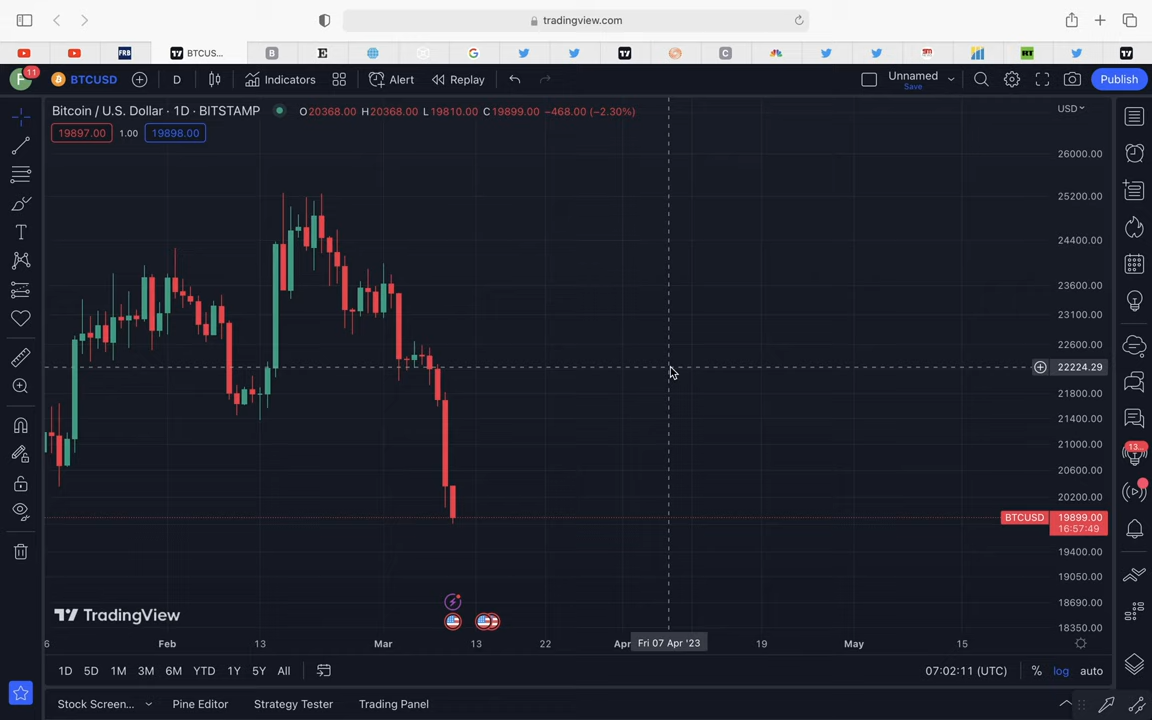 tradingview.com
FRB
BTCUS...
B
E
G
C
RT
F
11
BTCUSD
D
Indicators
Alert
Replay
Unnamed
Save
Publish
Bitcoin / U.S. Dollar · 1D · BITSTAMP
O20368.00 H20368.00 L19810.00 C19899.00 −468.00 (−2.30%)
USD
19897.00
1.00
19898.00
26000.00
25200.00
24400.00
23600.00
23100.00
22600.00
22224.29
21800.00
21400.00
21000.00
20600.00
20200.00
BTCUSD
19899.00
16:57:49
19400.00
19050.00
18690.00
18350.00
13...
TradingView
6
Feb
13
Mar
13
22
Apr
Fri 07 Apr '23
19
May
15
1D
5D
1M
3M
6M
YTD
1Y
5Y
All
07:02:11 (UTC)
%
log
auto
Stock Screen...
Pine Editor
Strategy Tester
Trading Panel